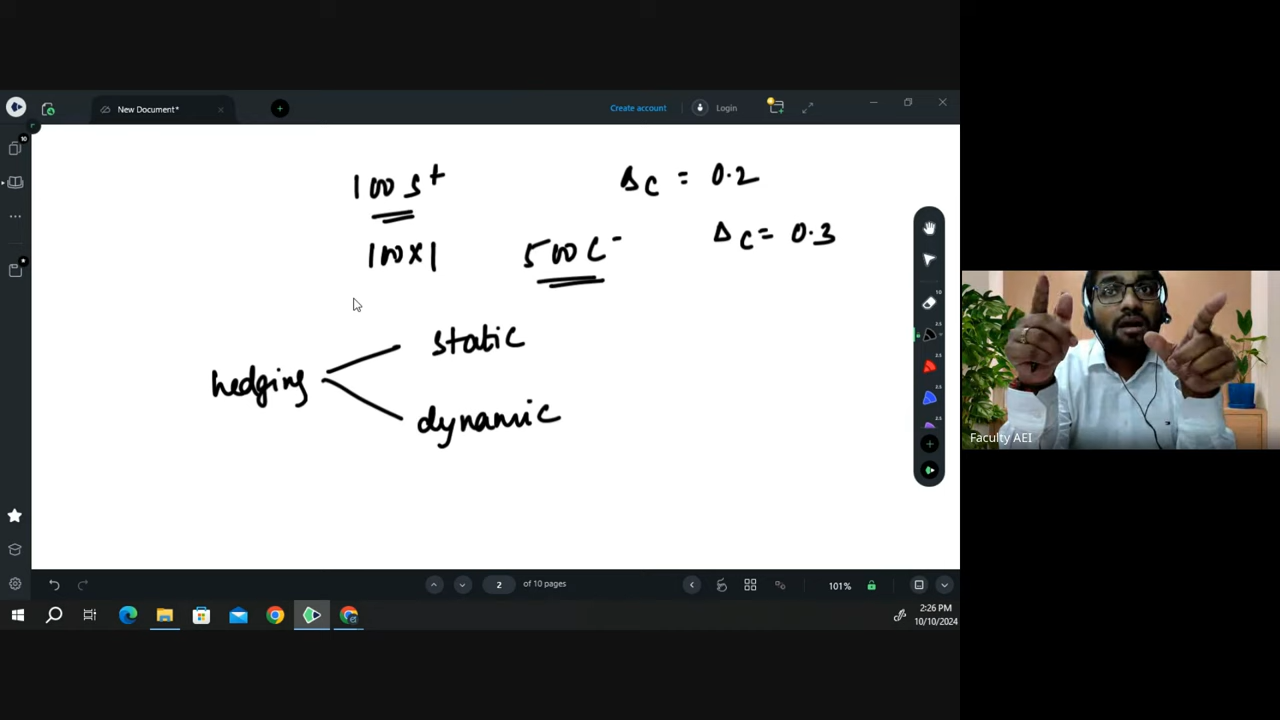 New Document*
Create account
Login
100 S⁺
Δc = 0.2
100×1
500 C⁻
Δc = 0.3
static
hedging
dynamic
Faculty AEI
2
of 10 pages
101%
2:26 PM
10/10/2024